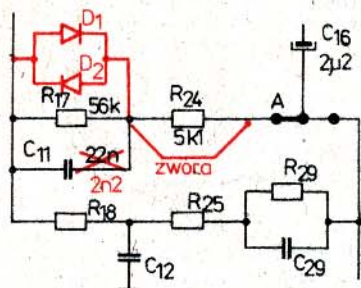 D1
D2
C16
2µ2
R17
56k
R24
5k1
A
C11
22n
2n2
zwora
R18
R25
R29
C12
C29